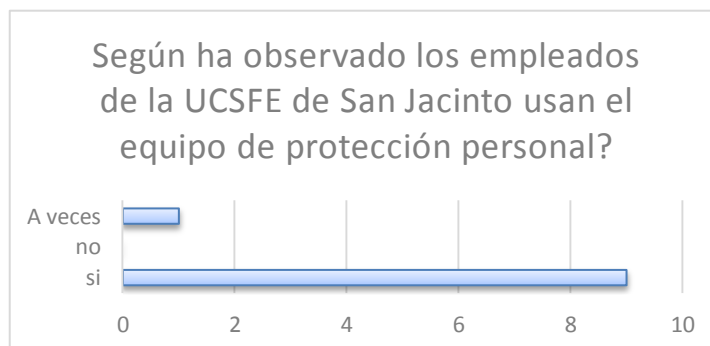 Según ha observado los empleados
de la UCSFE de San Jacinto usan el
equipo de protección personal?
A veces
no
si
0 2 4 6 8 10